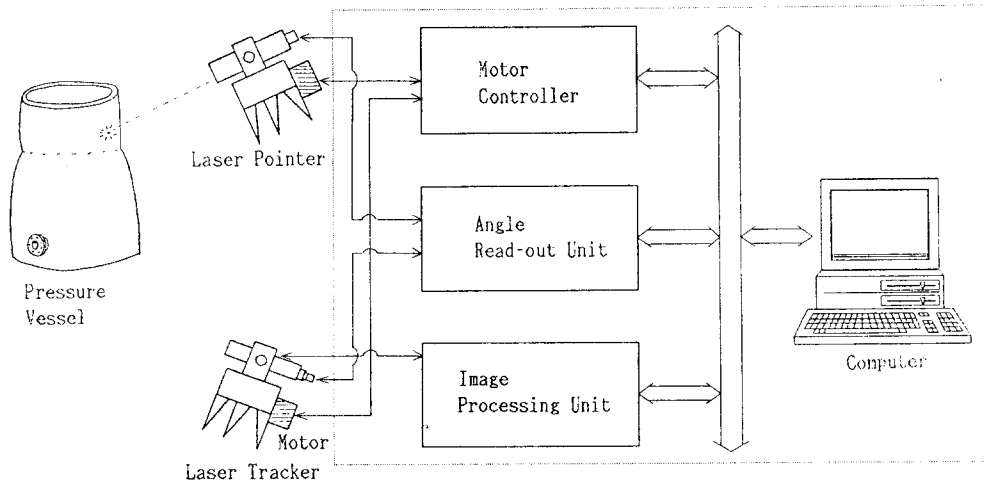 Motor
Controller
Laser Pointer
Angle
Read-out Unit
Pressure
Vessel
Image
Processing Unit
Computer
Motor
Laser Tracker